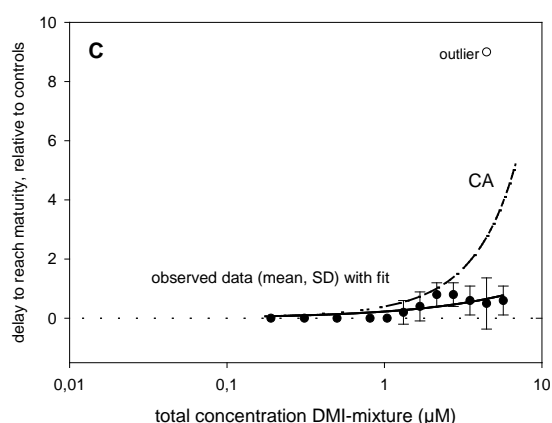 C
outlier
CA
observed data (mean, SD) with fit
delay to reach maturity, relative to controls
10
8
6
4
2
0
0,01
0,1
1
10
total concentration DMI-mixture (µM)